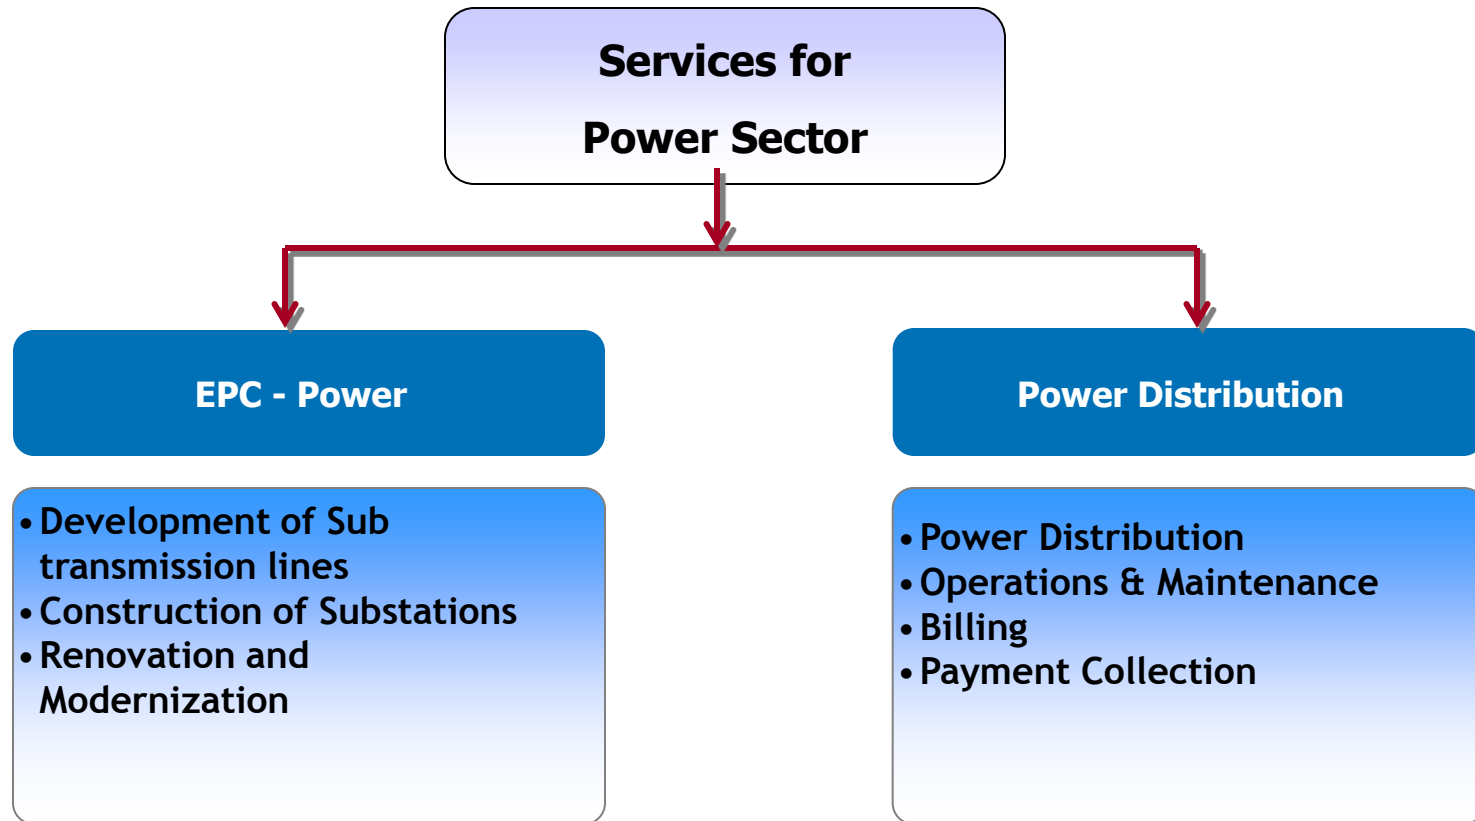 Services for
Power Sector
EPC - Power
Power Distribution
• Development of Sub
transmission lines
• Construction of Substations
• Renovation and
Modernization
• Power Distribution
• Operations & Maintenance
• Billing
• Payment Collection